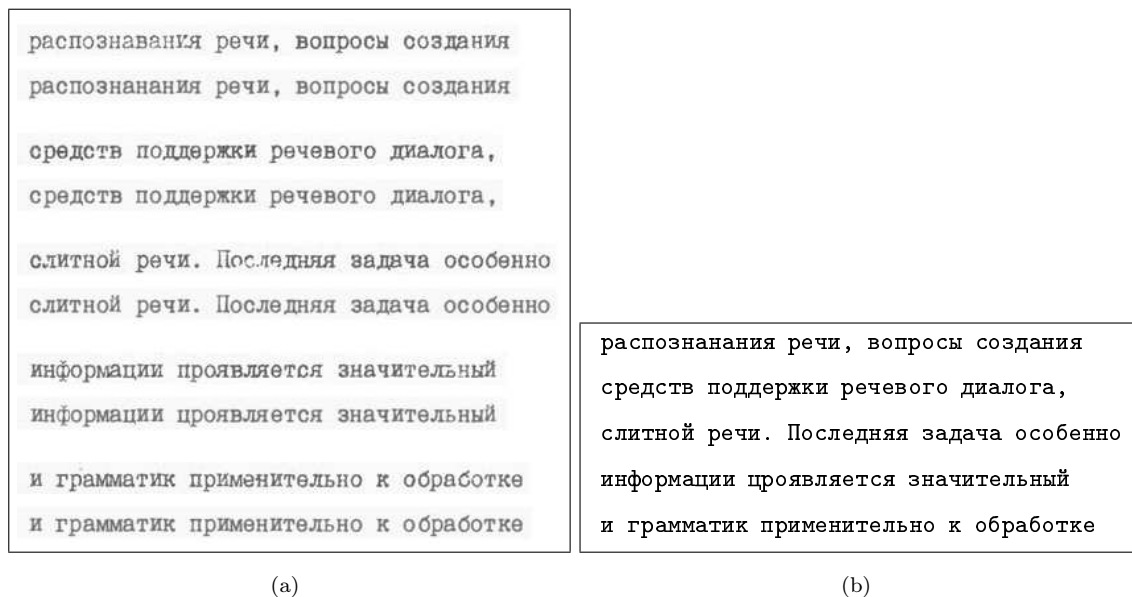 распознавания речи, вопросы создания
распознанания речи, вопросы создания
средств поддержки речевого диалога,
средств поддержки речевого диалога,
слитной речи. Последняя задача особенно
слитной речи. Последняя задача особенно
информации проявляется значительный
информации цроявляется значительный
и грамматик применительно к обработке
и грамматик применительно к обработке
(a)
распознанания речи, вопросы создания
средств поддержки речевого диалога,
слитной речи. Последняя задача особенно
информации цроявляется значительный
и грамматик применительно к обработке
(b)